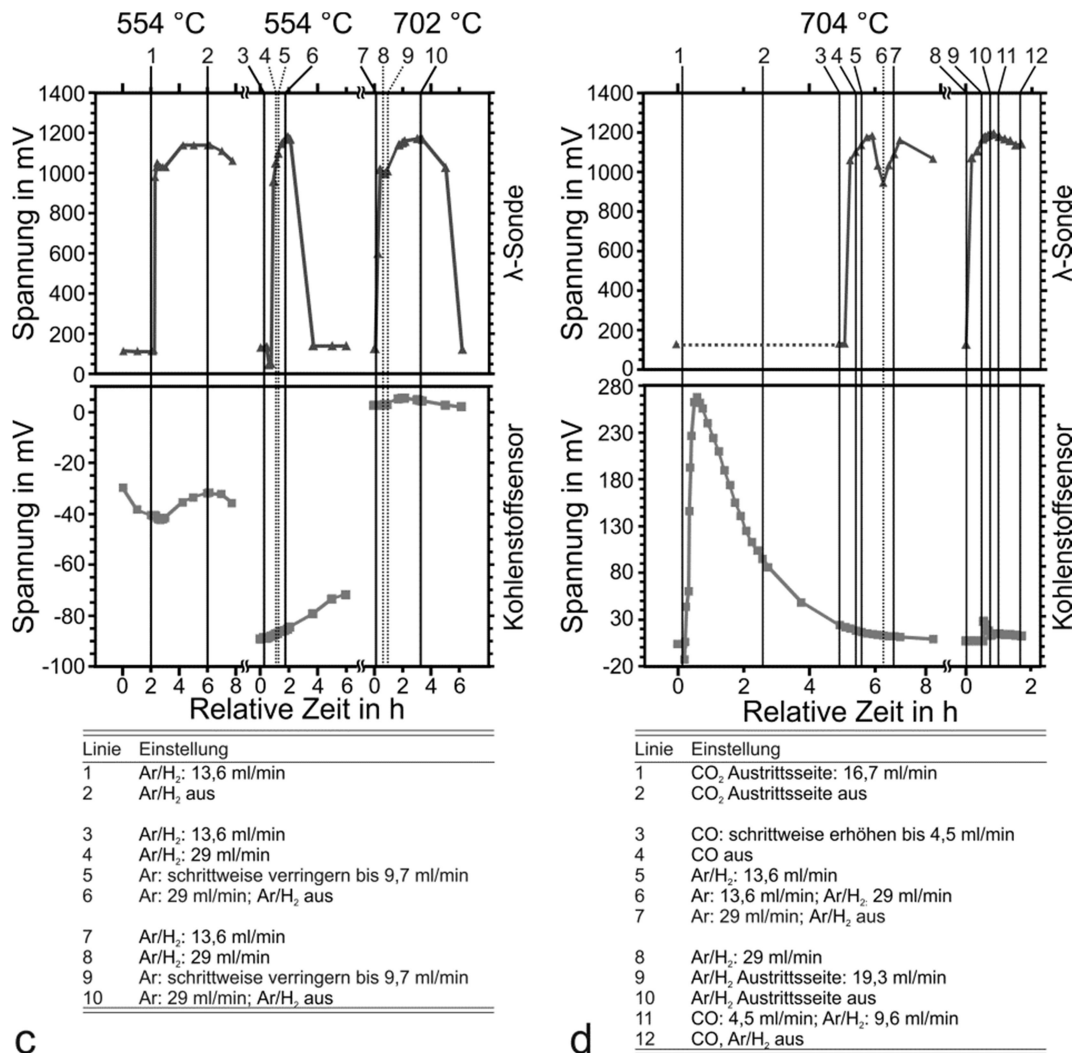 554 °C 554 °C 702 °C
1 2 3 4 5 6 7 8 9 10
1400
1200
1000
800
600
400
200
0
Spannung in mV
λ-Sonde
0
-20
-40
-60
-80
-100
Spannung in mV
Kohlenstoffsensor
0 2 4 6 8 0 2 4 6 0 2 4 6
Relative Zeit in h
Linie Einstellung
1 Ar/H₂: 13,6 ml/min
2 Ar/H₂ aus
3 Ar/H₂: 13,6 ml/min
4 Ar/H₂: 29 ml/min
5 Ar: schrittweise verringern bis 9,7 ml/min
6 Ar: 29 ml/min; Ar/H₂ aus
7 Ar/H₂: 13,6 ml/min
8 Ar/H₂: 29 ml/min
9 Ar: schrittweise verringern bis 9,7 ml/min
10 Ar: 29 ml/min; Ar/H₂ aus
c
704 °C
1 2 3 4 5 6 7 8 9 10 11 12
1400
1200
1000
800
600
400
200
0
Spannung in mV
λ-Sonde
280
230
180
130
80
30
-20
Spannung in mV
Kohlenstoffsensor
0 2 4 6 8 0 2
Relative Zeit in h
Linie Einstellung
1 CO₂ Austrittsseite: 16,7 ml/min
2 CO₂ Austrittsseite aus
3 CO: schrittweise erhöhen bis 4,5 ml/min
4 CO aus
5 Ar/H₂: 13,6 ml/min
6 Ar: 13,6 ml/min; Ar/H₂: 29 ml/min
7 Ar: 29 ml/min; Ar/H₂ aus
8 Ar/H₂: 29 ml/min
9 Ar/H₂ Austrittsseite: 19,3 ml/min
10 Ar/H₂ Austrittsseite aus
11 CO: 4,5 ml/min; Ar/H₂: 9,6 ml/min
12 CO, Ar/H₂ aus
d